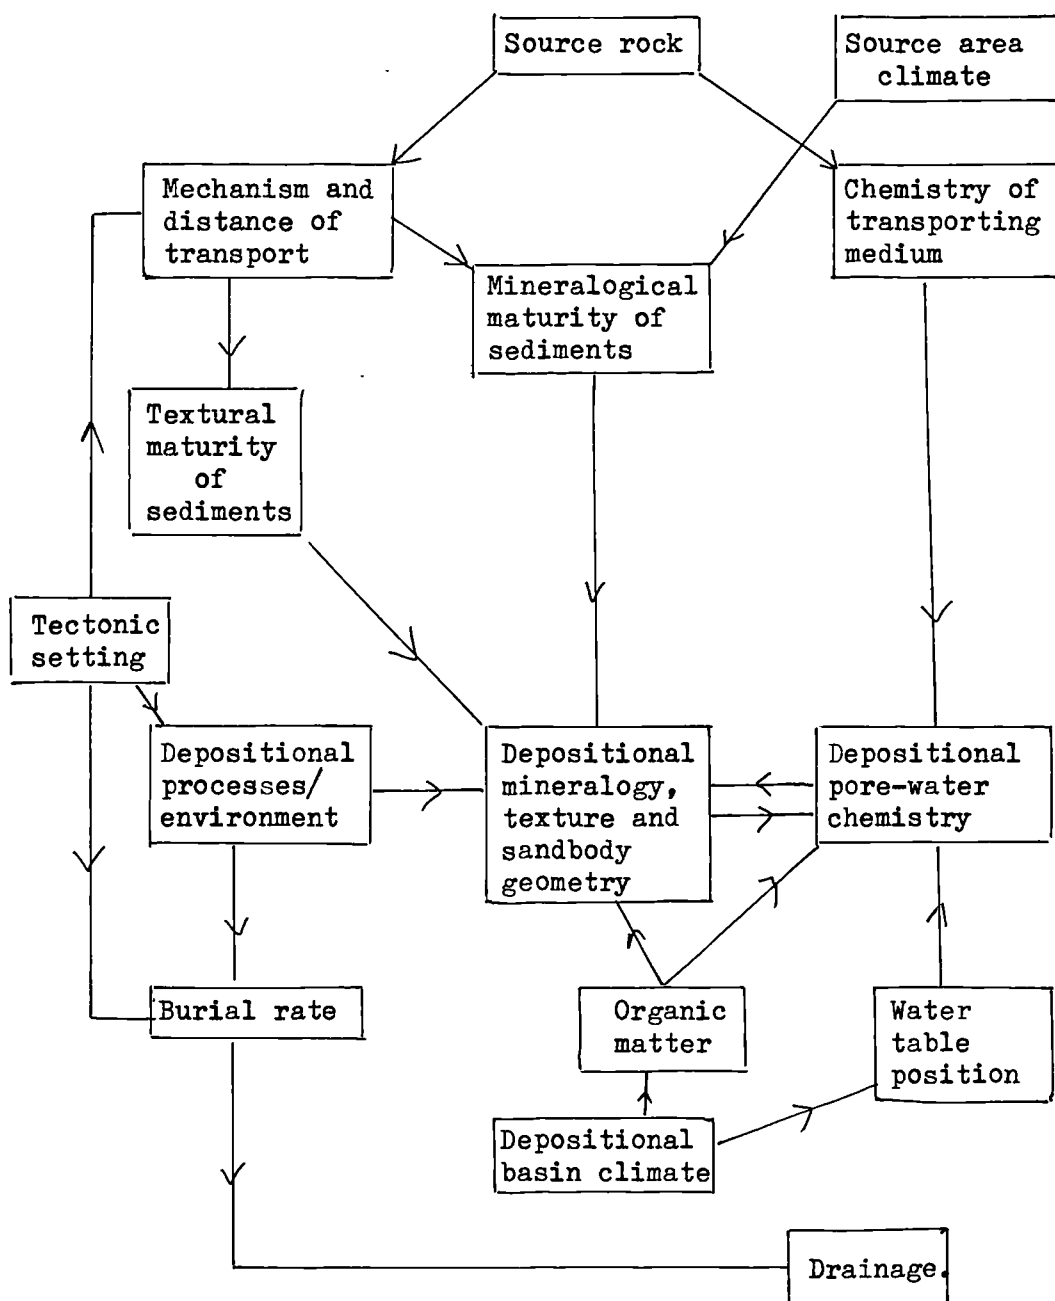 Source rock
Source area
climate
Mechanism and
distance of
transport
Chemistry of
transporting
medium
Mineralogical
maturity of
sediments
Textural
maturity
of
sediments
Tectonic
setting
Depositional
processes/
environment
Depositional
mineralogy,
texture and
sandbody
geometry
Depositional
pore-water
chemistry
Burial rate
Organic
matter
Water
table
position
Depositional
basin climate
Drainage.